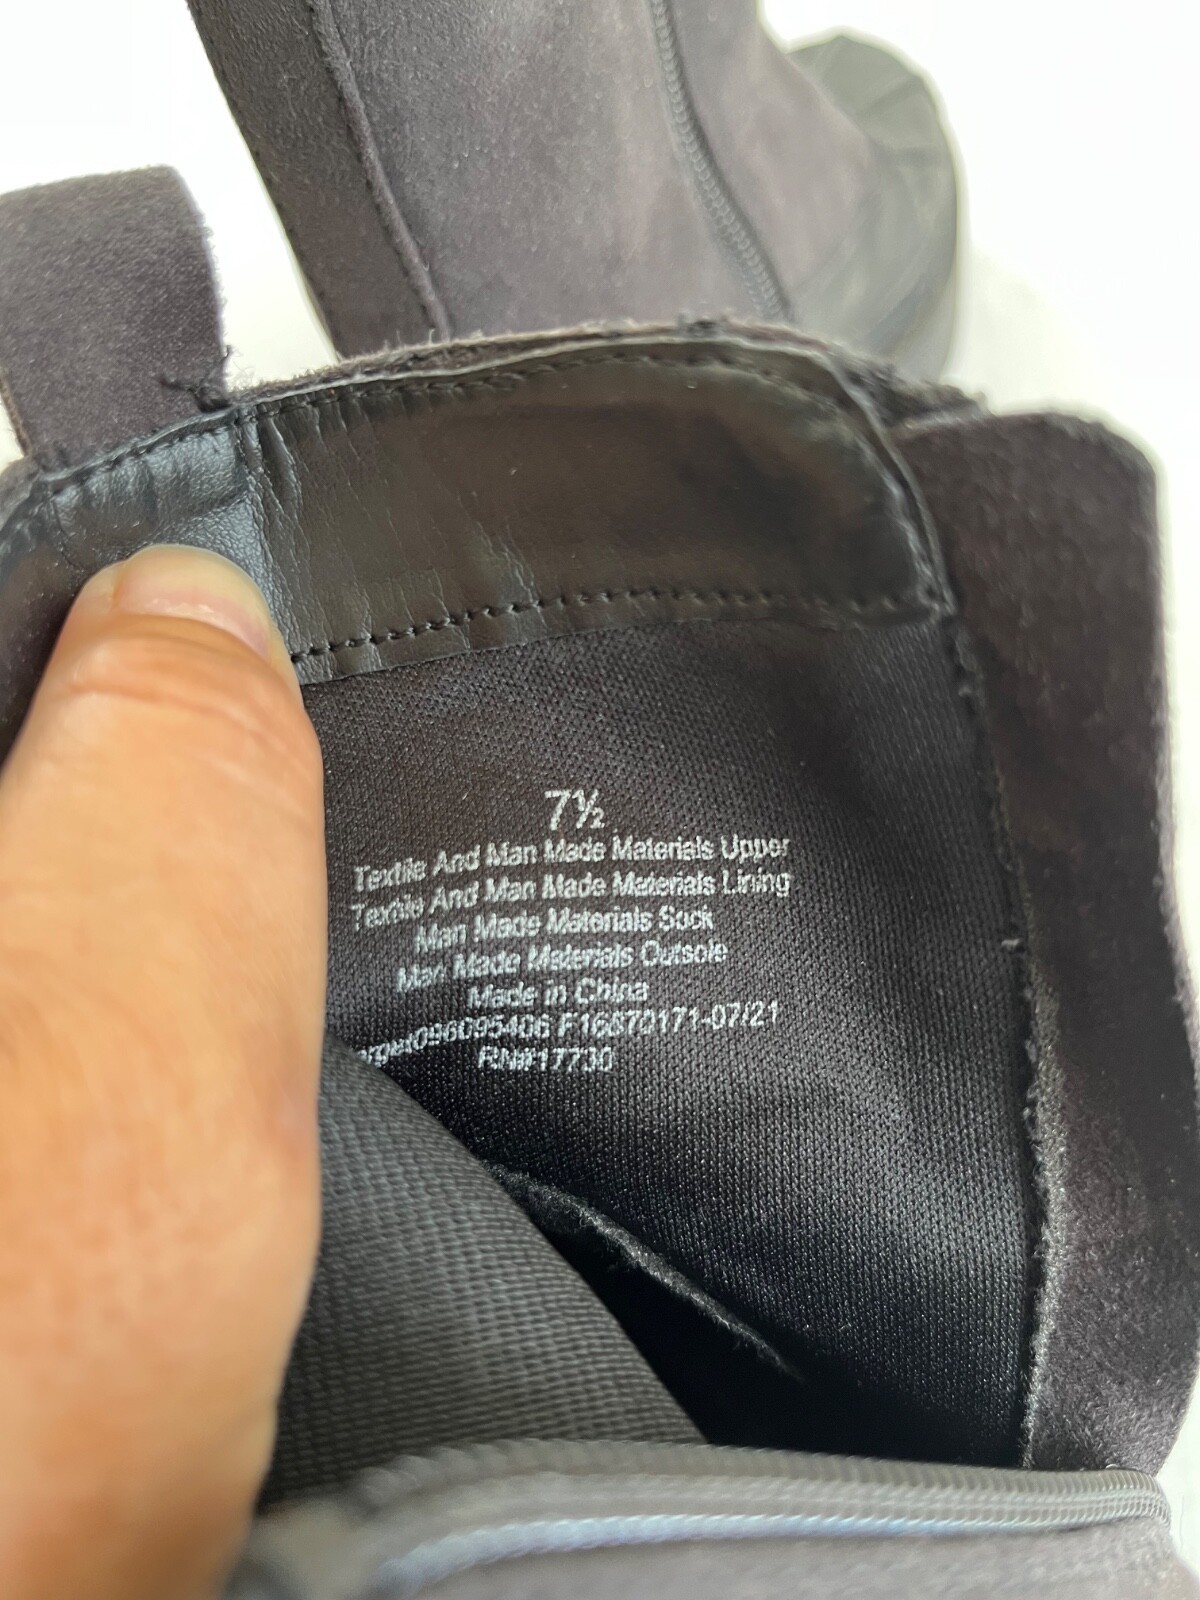 7½
Textile And Man Made Materials Upper
Textile And Man Made Materials Lining
Man Made Materials Sock
Man Made Materials Outsole
Made in China
096095406 F16870171-07/21
RN#17730